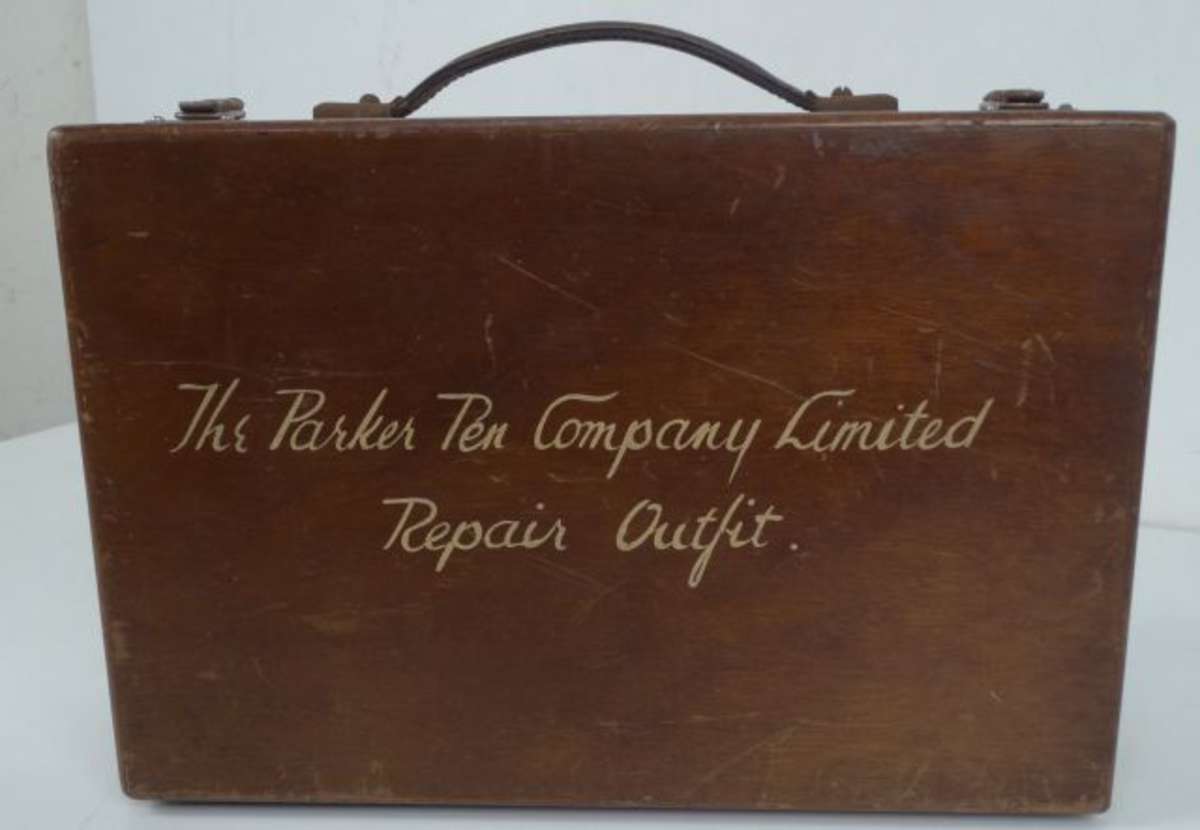 The Parker Pen Company Limited
Repair Outfit.